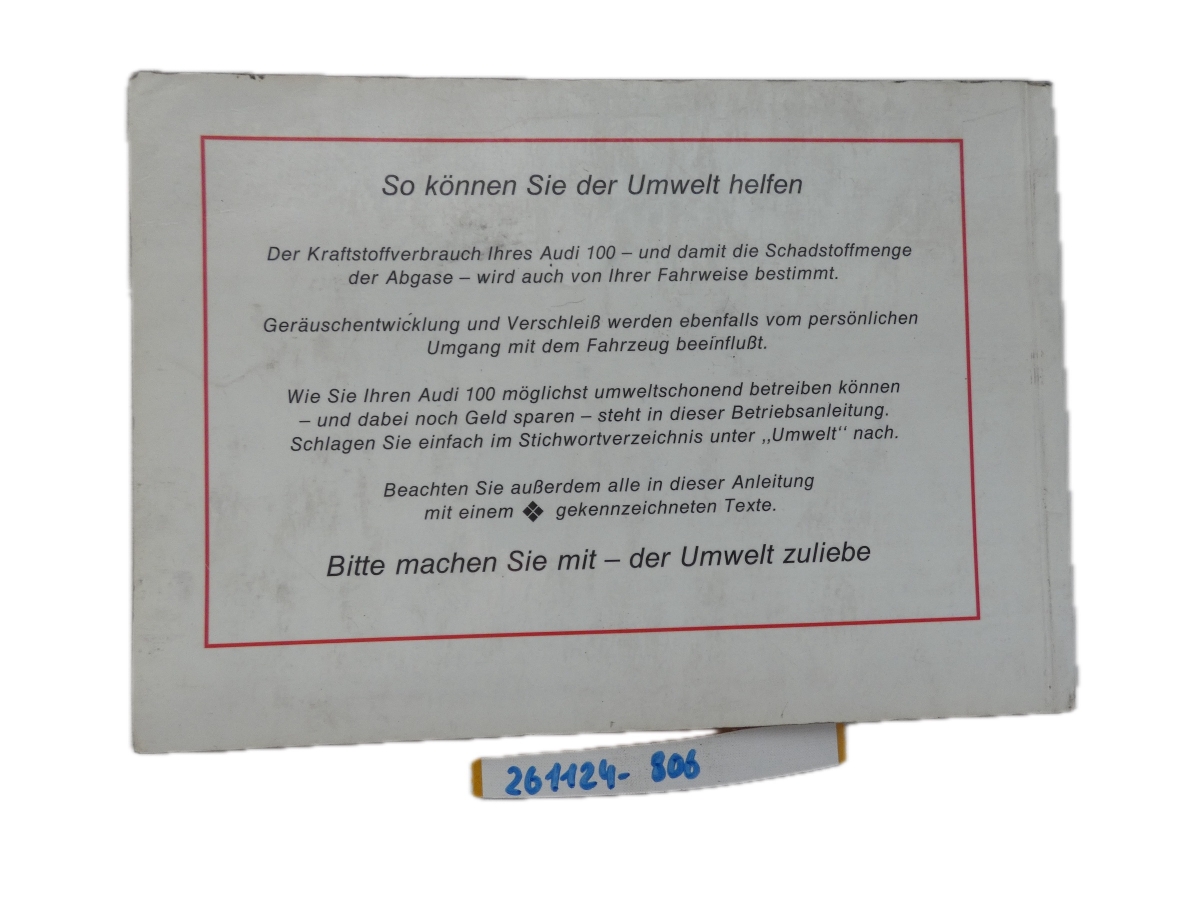 So können Sie der Umwelt helfen
Der Kraftstoffverbrauch Ihres Audi 100 – und damit die Schadstoffmenge
der Abgase – wird auch von Ihrer Fahrweise bestimmt.
Geräuschentwicklung und Verschleiß werden ebenfalls vom persönlichen
Umgang mit dem Fahrzeug beeinflußt.
Wie Sie Ihren Audi 100 möglichst umweltschonend betreiben können
– und dabei noch Geld sparen – steht in dieser Betriebsanleitung.
Schlagen Sie einfach im Stichwortverzeichnis unter „Umwelt“ nach.
Beachten Sie außerdem alle in dieser Anleitung
mit einem ❖ gekennzeichneten Texte.
Bitte machen Sie mit – der Umwelt zuliebe
261124- 806